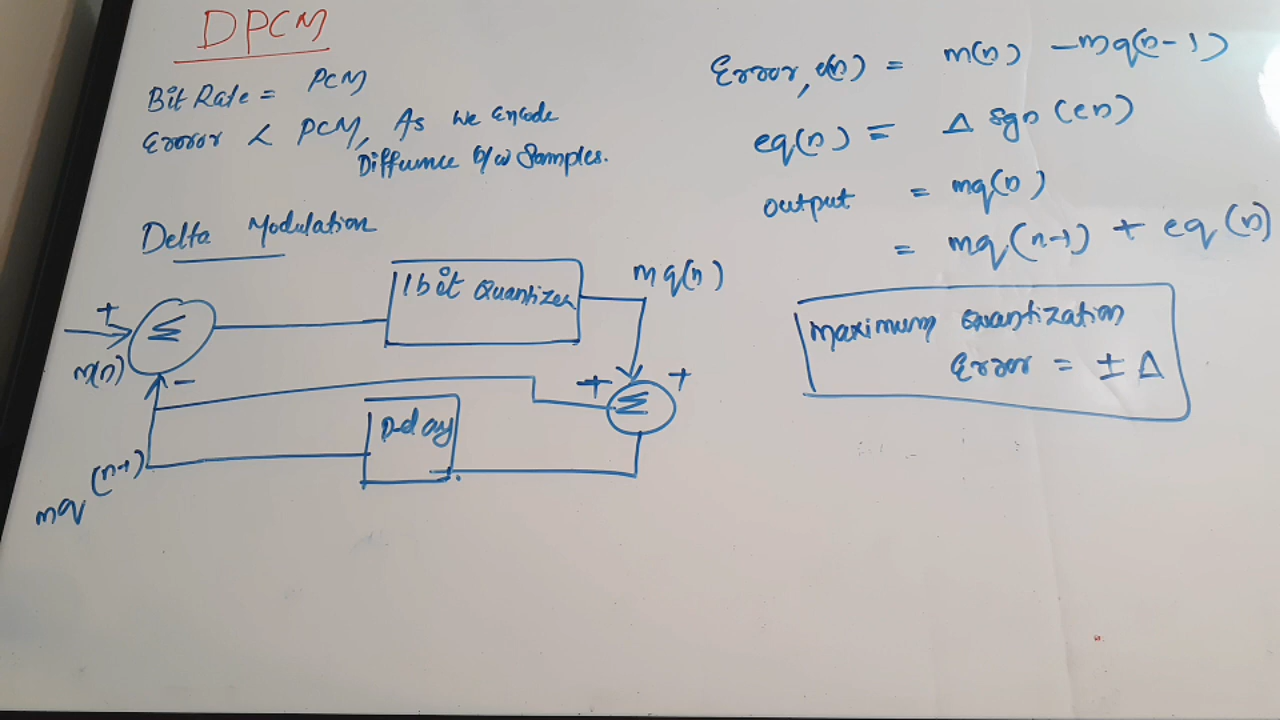 DPCM
Bit Rate = PCM
Error < PCM, As we Encode
Difference b/w Samples.
Delta Modulation
1 bit Quantizer
mq(n)
+
Σ
m(n)
-
+
+
Σ
Delay
mq(n-1)
Error, e(n) = m(n) - mq(n-1)
eq(n) = Δ sgn (en)
output = mq(n)
= mq(n-1) + eq(n)
Maximum Quantization
Error = ± Δ